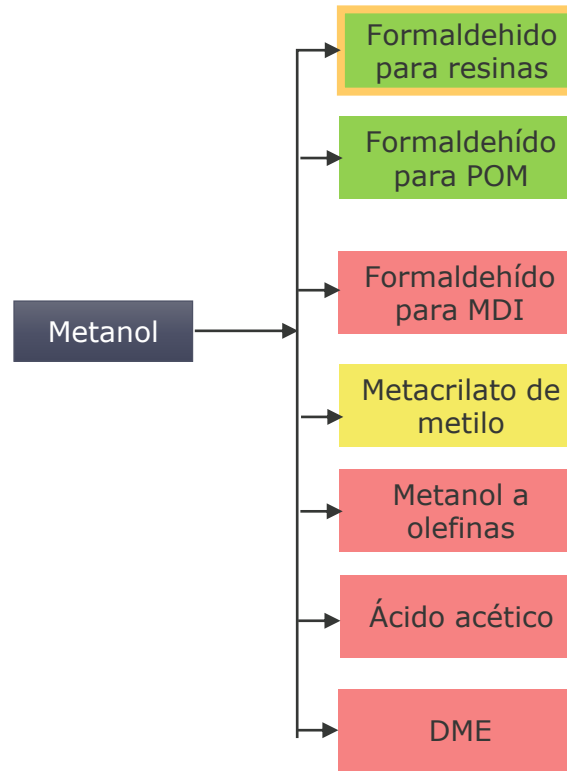 Formaldehido
para resinas
Formaldehído
para POM
Formaldehído
para MDI
Metanol
Metacrilato de
metilo
Metanol a
olefinas
Ácido acético
DME